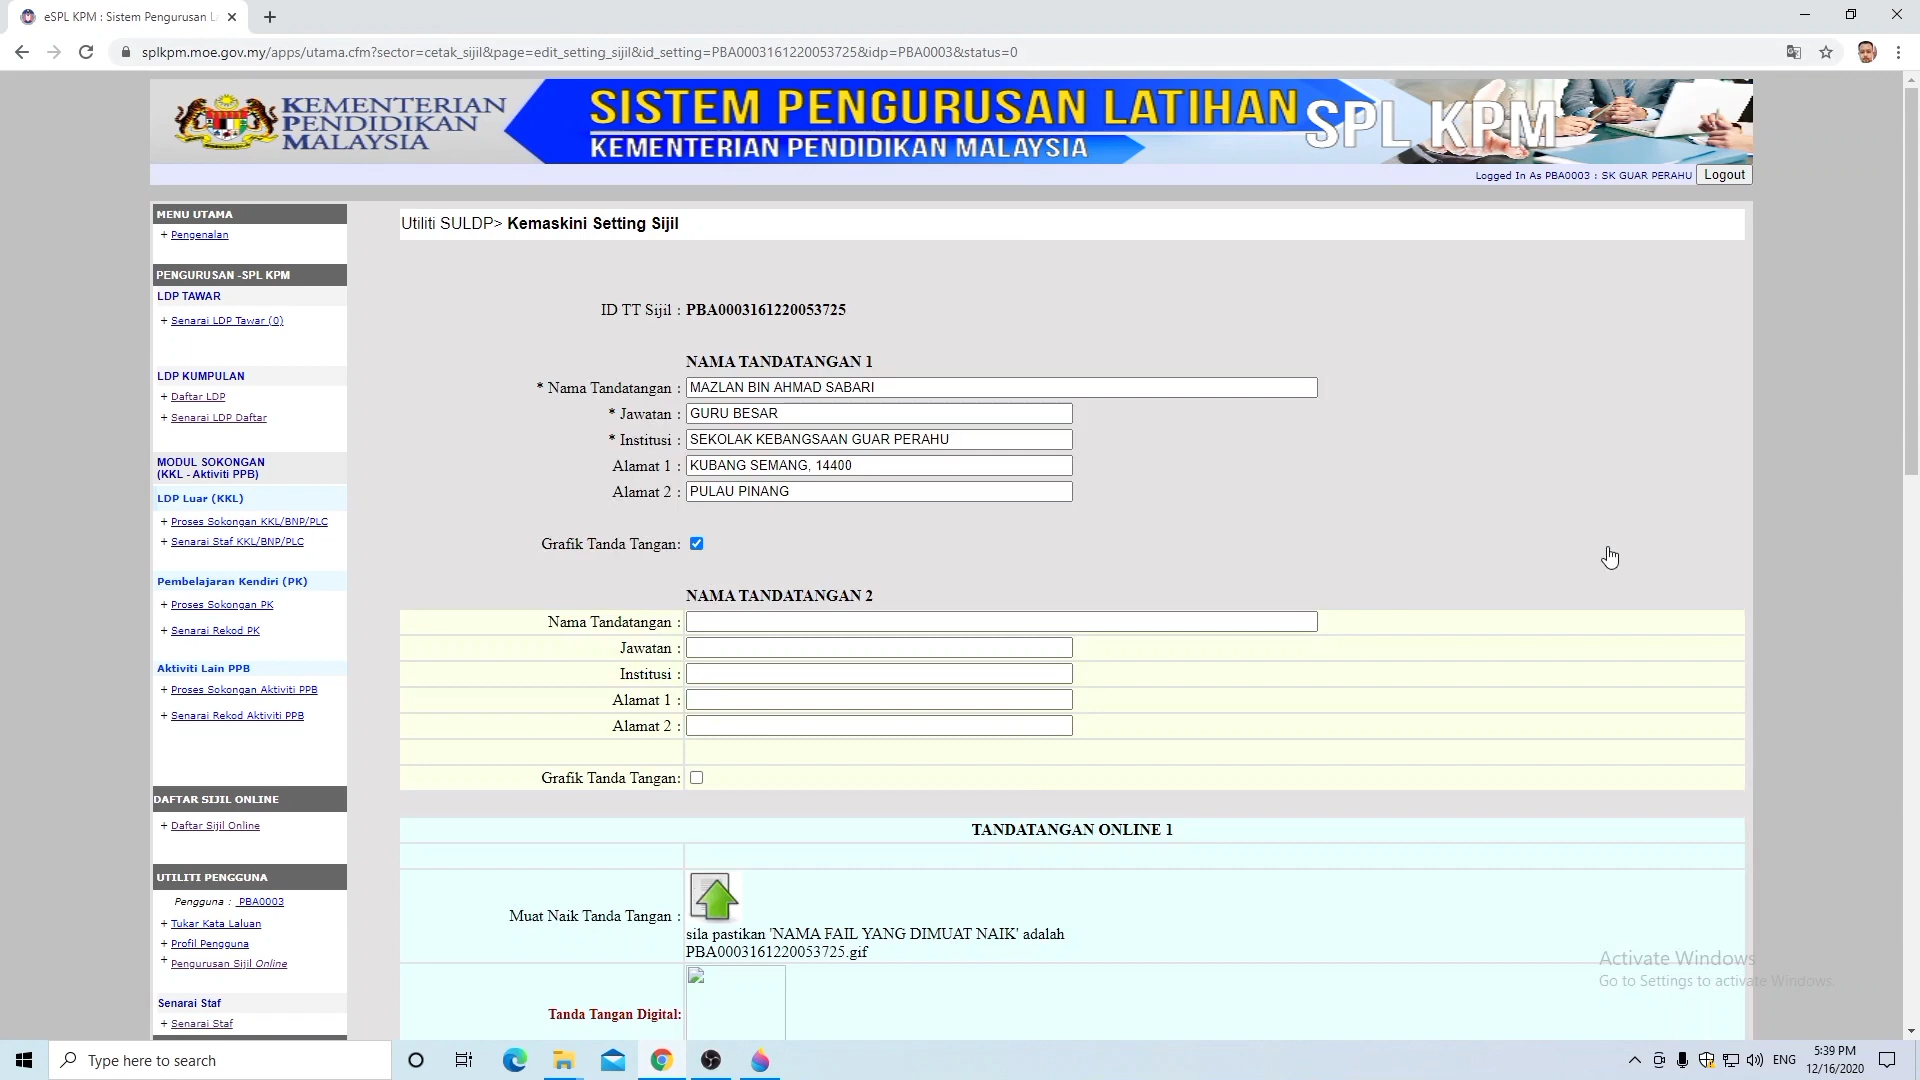 eSPL KPM : Sistem Pengurusan L
splkpm.moe.gov.my/apps/utama.cfm?sector=cetak_sijil&page=edit_setting_sijil&id_setting=PBA0003161220053725&idp=PBA0003&status=0
KEMENTERIAN
PENDIDIKAN
MALAYSIA
SISTEM PENGURUSAN LATIHAN
KEMENTERIAN PENDIDIKAN MALAYSIA
SPL KPM
Logged In As PBA0003 : SK GUAR PERAHU
Logout
MENU UTAMA
+ Pengenalan
PENGURUSAN -SPL KPM
LDP TAWAR
+ Senarai LDP Tawar (0)
LDP KUMPULAN
+ Daftar LDP
+ Senarai LDP Daftar
MODUL SOKONGAN
(KKL - Aktiviti PPB)
LDP Luar (KKL)
+ Proses Sokongan KKL/BNP/PLC
+ Senarai Staf KKL/BNP/PLC
Pembelajaran Kendiri (PK)
+ Proses Sokongan PK
+ Senarai Rekod PK
Aktiviti Lain PPB
+ Proses Sokongan Aktiviti PPB
+ Senarai Rekod Aktiviti PPB
DAFTAR SIJIL ONLINE
+ Daftar Sijil Online
UTILITI PENGGUNA
Pengguna : PBA0003
+ Tukar Kata Laluan
+ Profil Pengguna
+ Pengurusan Sijil Online
Senarai Staf
+ Senarai Staf
Utiliti SULDP> Kemaskini Setting Sijil
ID TT Sijil : PBA0003161220053725
NAMA TANDATANGAN 1
* Nama Tandatangan : MAZLAN BIN AHMAD SABARI
* Jawatan : GURU BESAR
* Institusi : SEKOLAK KEBANGSAAN GUAR PERAHU
Alamat 1 : KUBANG SEMANG, 14400
Alamat 2 : PULAU PINANG
Grafik Tanda Tangan:
NAMA TANDATANGAN 2
Nama Tandatangan :
Jawatan :
Institusi :
Alamat 1 :
Alamat 2 :
Grafik Tanda Tangan:
TANDATANGAN ONLINE 1
Muat Naik Tanda Tangan :
sila pastikan 'NAMA FAIL YANG DIMUAT NAIK' adalah
PBA0003161220053725.gif
Tanda Tangan Digital:
Activate Windows
Go to Settings to activate Windows.
Type here to search
ENG
5:39 PM
12/16/2020